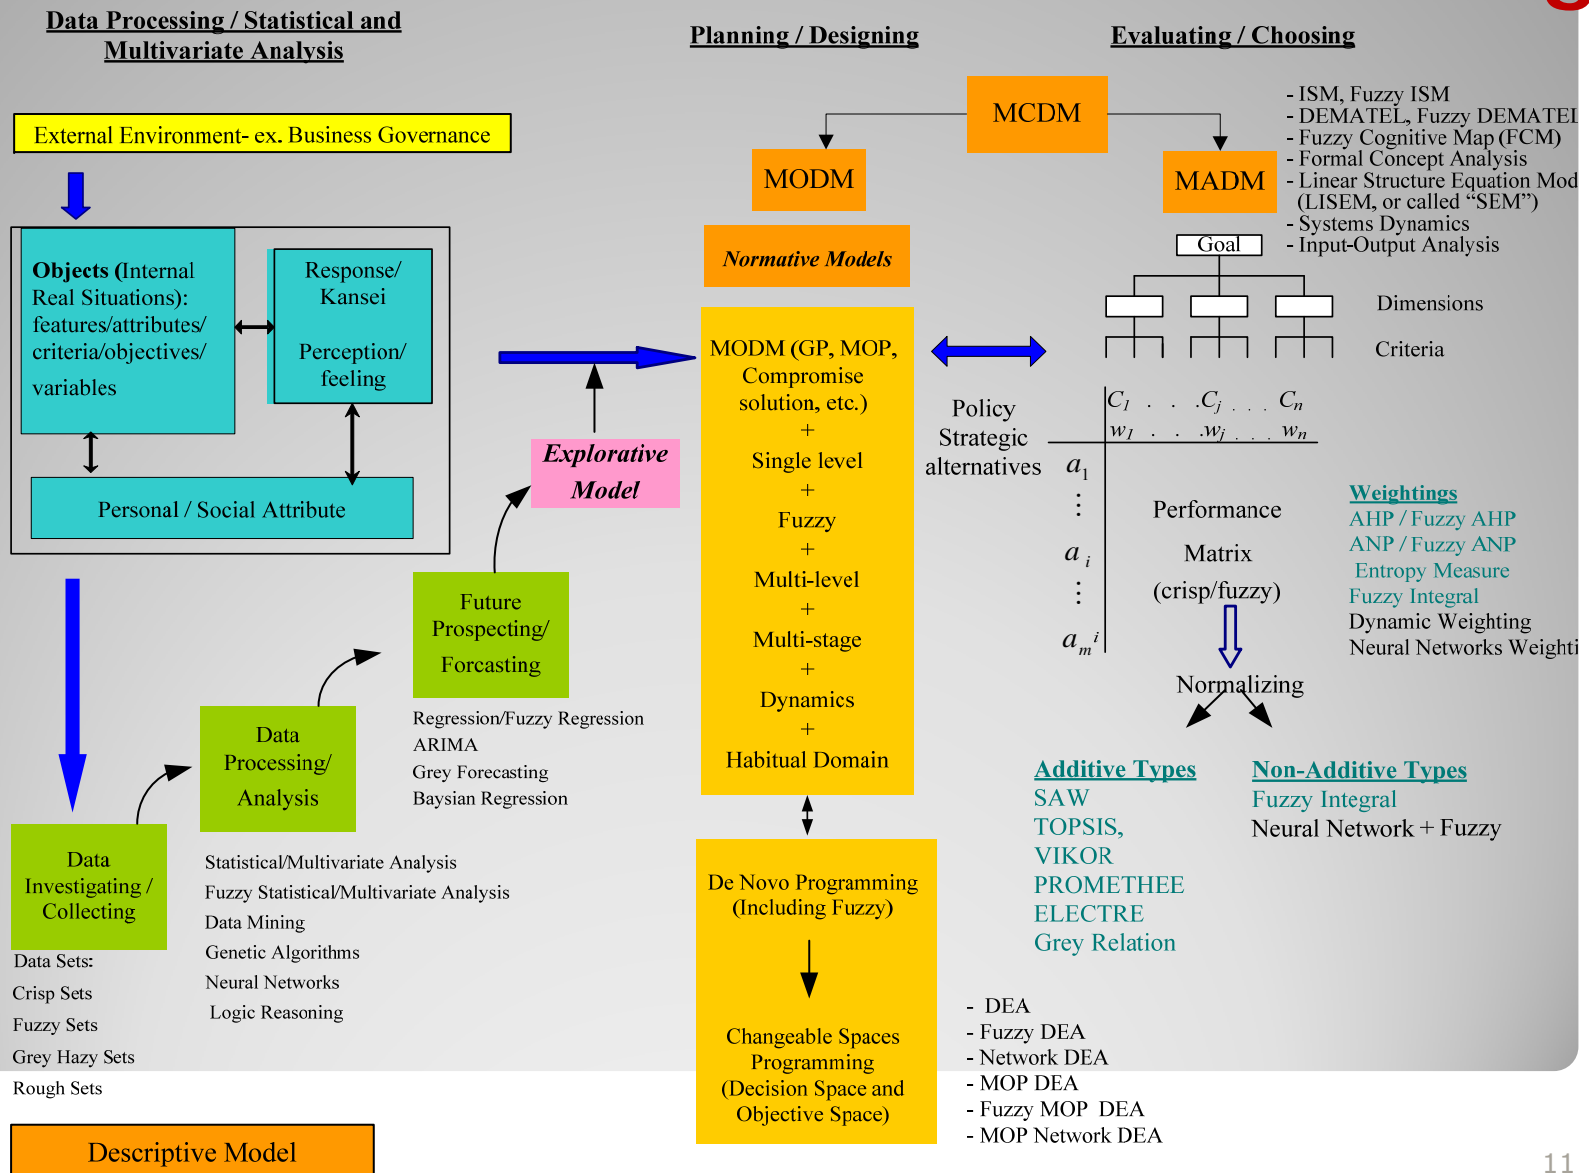 Data Processing / Statistical and
Multivariate Analysis
Planning / Designing
Evaluating / Choosing
External Environment- ex. Business Governance
Objects (Internal
Real Situations):
features/attributes/
criteria/objectives/
variables
Response/
Kansei
Perception/
feeling
Personal / Social Attribute
Data
Investigating /
Collecting
Data Sets:
Crisp Sets
Fuzzy Sets
Grey Hazy Sets
Rough Sets
Descriptive Model
Data
Processing/
Analysis
Statistical/Multivariate Analysis
Fuzzy Statistical/Multivariate Analysis
Data Mining
Genetic Algorithms
Neural Networks
Logic Reasoning
Future
Prospecting/
Forcasting
Regression/Fuzzy Regression
ARIMA
Grey Forecasting
Baysian Regression
Explorative
Model
MCDM
MODM
MADM
Normative Models
MODM (GP, MOP,
Compromise
solution, etc.)
+
Single level
+
Fuzzy
+
Multi-level
+
Multi-stage
+
Dynamics
+
Habitual Domain
De Novo Programming
(Including Fuzzy)
Changeable Spaces
Programming
(Decision Space and
Objective Space)
- ISM, Fuzzy ISM
- DEMATEL, Fuzzy DEMATEL
- Fuzzy Cognitive Map (FCM)
- Formal Concept Analysis
- Linear Structure Equation Mod
(LISEM, or called “SEM”)
- Systems Dynamics
- Input-Output Analysis
Goal
Dimensions
Criteria
Policy
Strategic
alternatives
C1 . . .Cj . . . Cn
w1 . . .wj . . . wn
a1
⋮
ai
⋮
am i
Performance
Matrix
(crisp/fuzzy)
Normalizing
Weightings
AHP / Fuzzy AHP
ANP / Fuzzy ANP
Entropy Measure
Fuzzy Integral
Dynamic Weighting
Neural Networks Weighti
Additive Types
SAW
TOPSIS,
VIKOR
PROMETHEE
ELECTRE
Grey Relation
Non-Additive Types
Fuzzy Integral
Neural Network + Fuzzy
- DEA
- Fuzzy DEA
- Network DEA
- MOP DEA
- Fuzzy MOP DEA
- MOP Network DEA
11